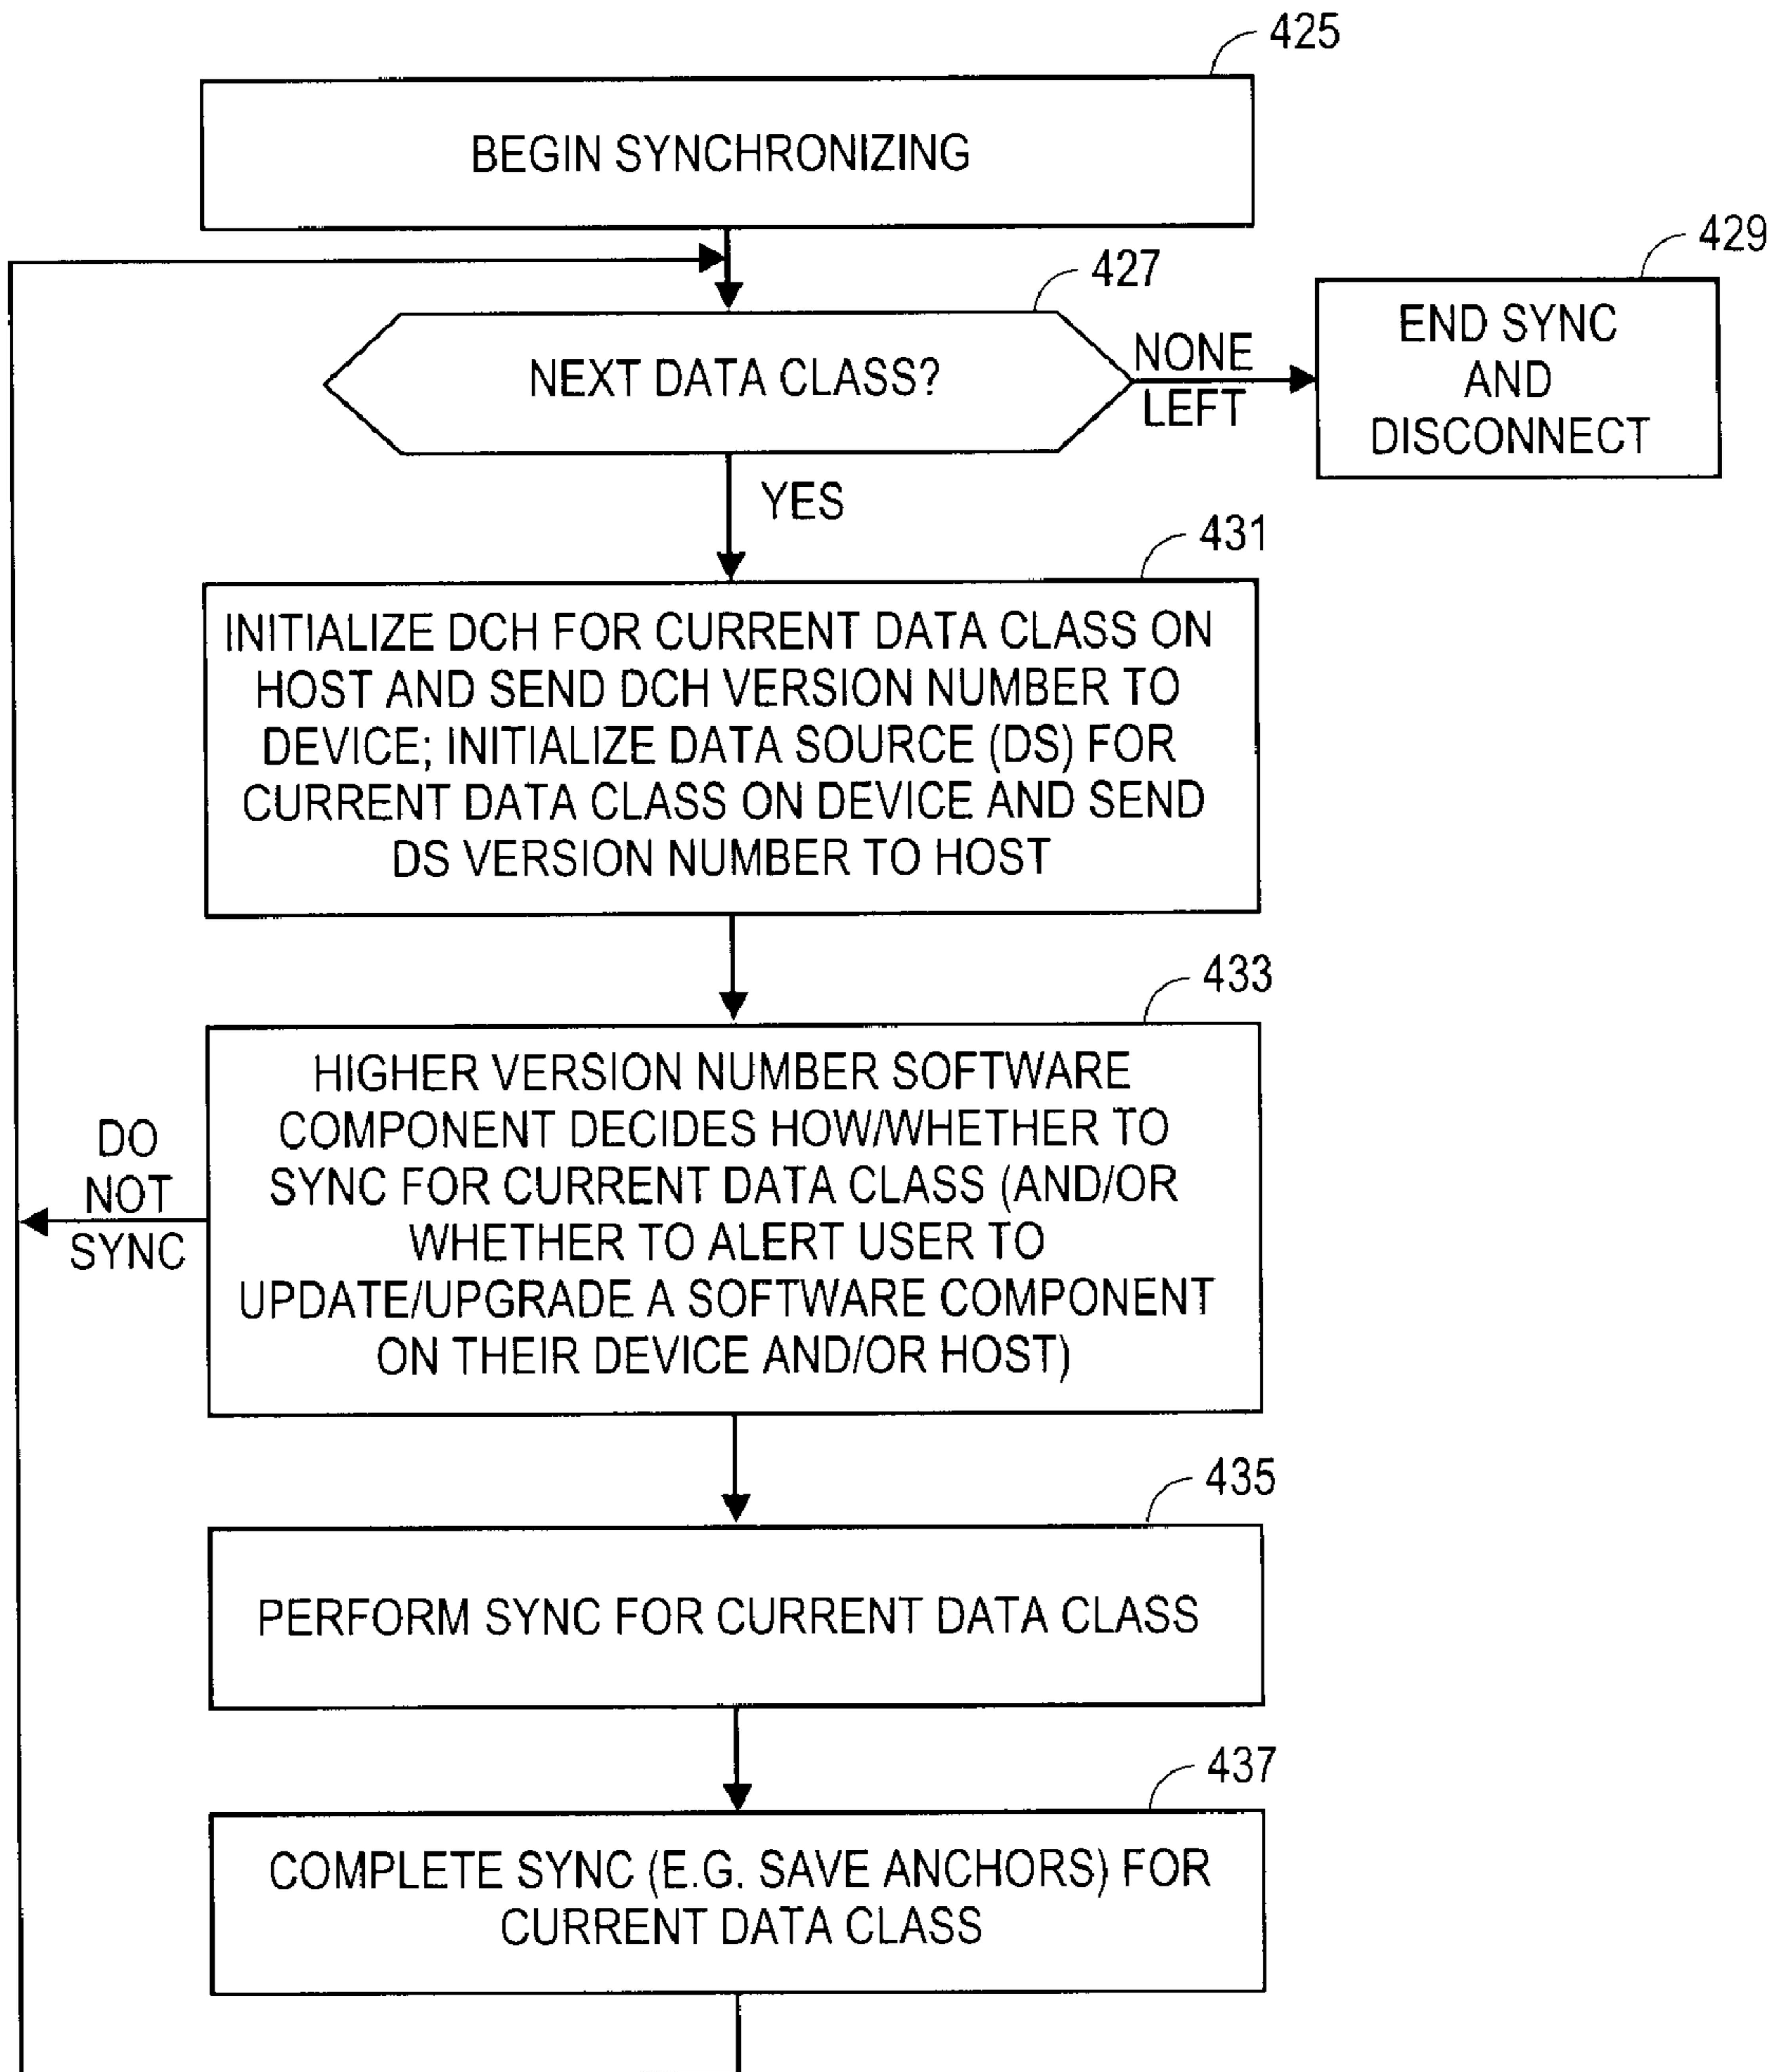 425
BEGIN SYNCHRONIZING
429
427
NEXT DATA CLASS?
NONE
LEFT
END SYNC
AND
DISCONNECT
YES
431
INITIALIZE DCH FOR CURRENT DATA CLASS ON
HOST AND SEND DCH VERSION NUMBER TO
DEVICE; INITIALIZE DATA SOURCE (DS) FOR
CURRENT DATA CLASS ON DEVICE AND SEND
DS VERSION NUMBER TO HOST
433
HIGHER VERSION NUMBER SOFTWARE
COMPONENT DECIDES HOW/WHETHER TO
SYNC FOR CURRENT DATA CLASS (AND/OR
WHETHER TO ALERT USER TO
UPDATE/UPGRADE A SOFTWARE COMPONENT
ON THEIR DEVICE AND/OR HOST)
DO
NOT
SYNC
435
PERFORM SYNC FOR CURRENT DATA CLASS
437
COMPLETE SYNC (E.G. SAVE ANCHORS) FOR
CURRENT DATA CLASS